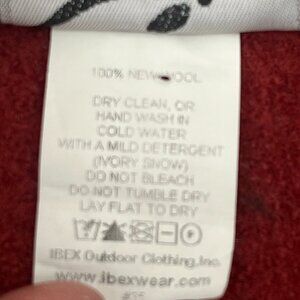 100% NEW WOOL
DRY CLEAN, OR
HAND WASH IN
COLD WATER
WITH A MILD DETERGENT
(IVORY SNOW)
DO NOT BLEACH
DO NOT TUMBLE DRY
LAY FLAT TO DRY
IBEX Outdoor Clothing,Inc.
www.ibexwear.com